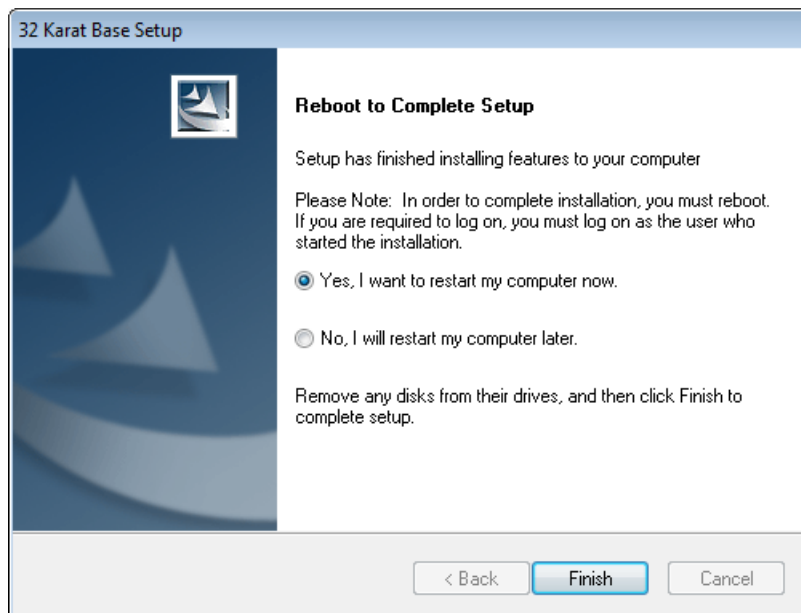 32 Karat Base Setup
Reboot to Complete Setup
Setup has finished installing features to your computer
Please Note:  In order to complete installation, you must reboot.
If you are required to log on, you must log on as the user who
started the installation.
Yes, I want to restart my computer now.
No, I will restart my computer later.
Remove any disks from their drives, and then click Finish to
complete setup.
< Back
Finish
Cancel